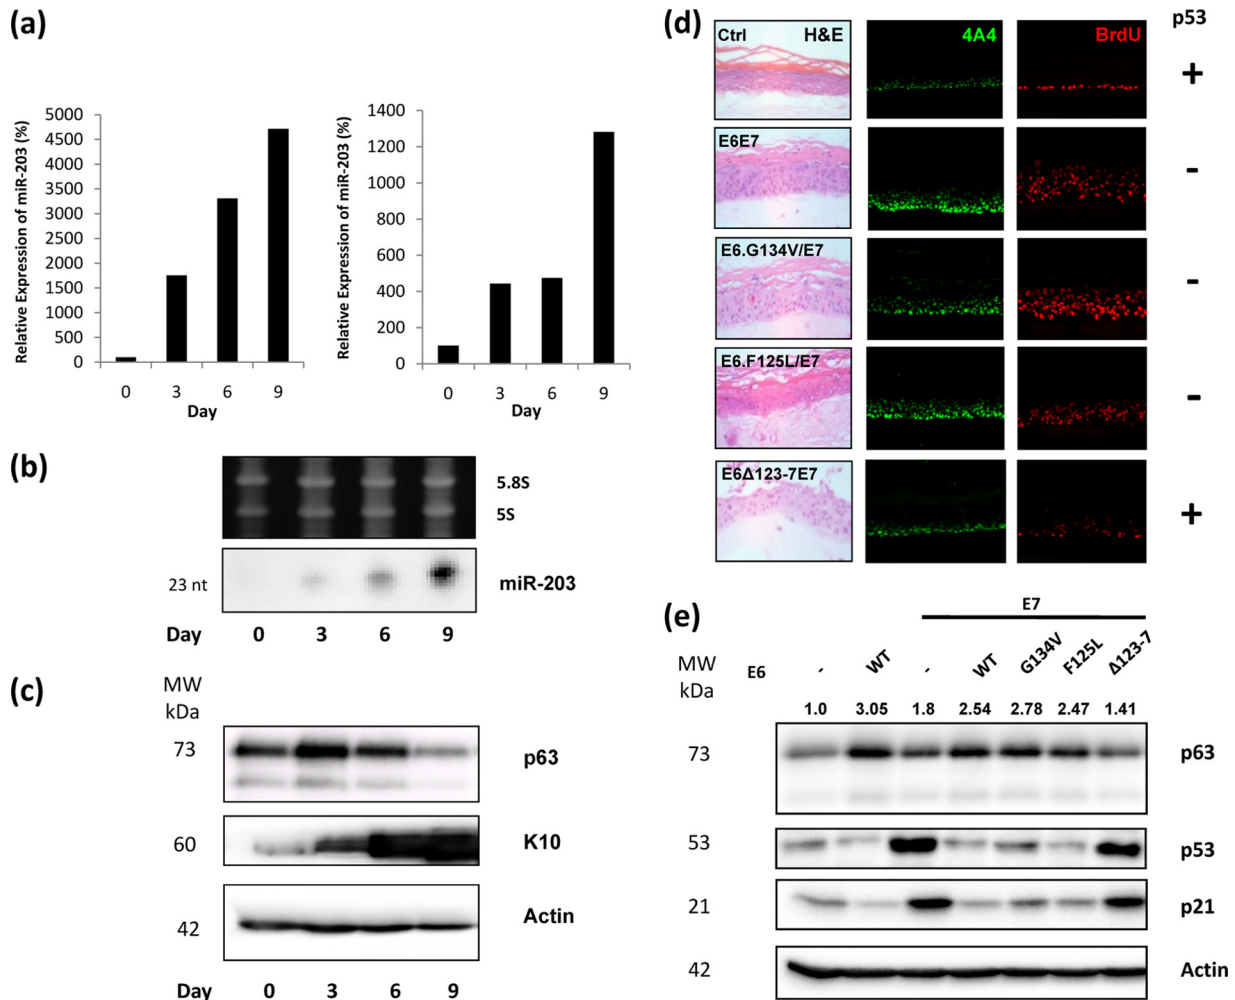 (a)
Relative Expression of miR-203 (%)
5000
4500
4000
3500
3000
2500
2000
1500
1000
500
0
0 3 6 9
Day
Relative Expression of miR-203 (%)
1400
1200
1000
800
600
400
200
0
0 3 6 9
Day
(b)
5.8S
5S
23 nt miR-203
Day 0 3 6 9
(c)
MW
kDa
73 p63
60 K10
42 Actin
Day 0 3 6 9
(d)
p53
Ctrl H&E 4A4 BrdU
+
E6E7
-
E6.G134V/E7
-
E6.F125L/E7
-
E6Δ123-7E7
+
(e)
E7
MW
kDa
E6 - WT - WT G134V F125L Δ123-7
1.0 3.05 1.8 2.54 2.78 2.47 1.41
73 p63
53 p53
21 p21
42 Actin